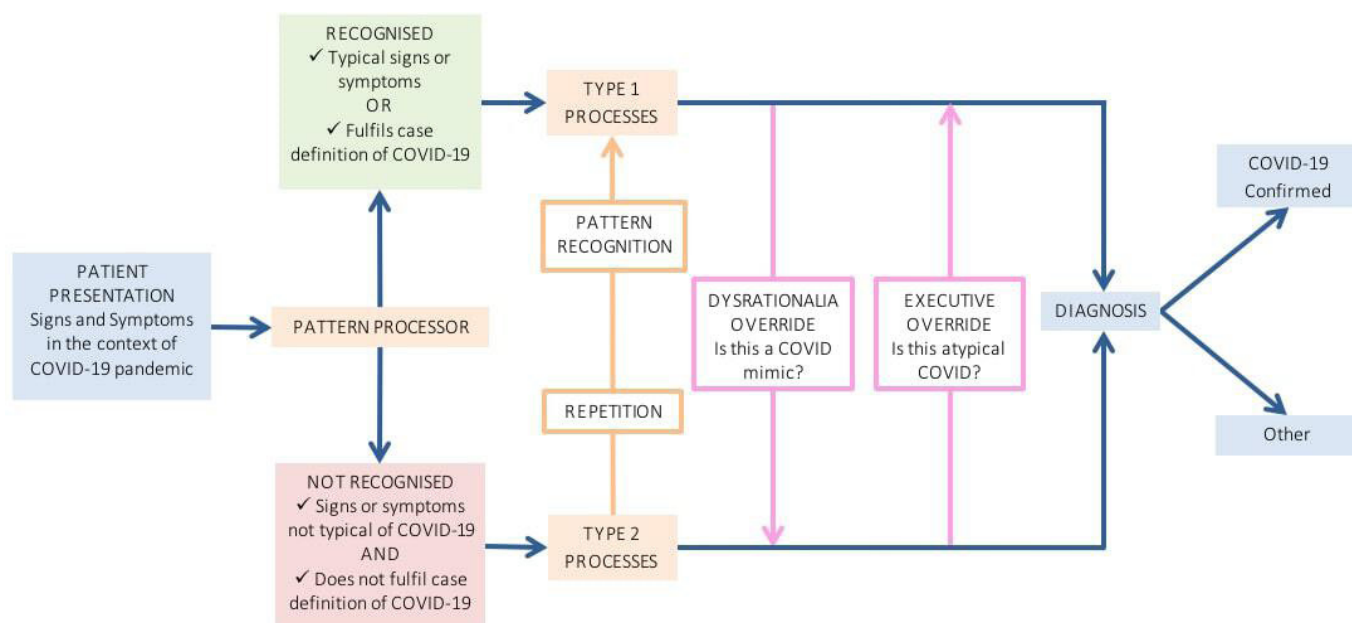 PATIENT
PRESENTATION
Signs and Symptoms
in the context of
COVID-19 pandemic
PATTERN PROCESSOR
RECOGNISED
✓ Typical signs or
symptoms
OR
✓ Fulfils case
definition of COVID-19
NOT RECOGNISED
✓ Signs or symptoms
not typical of COVID-19
AND
✓ Does not fulfil case
definition of COVID-19
TYPE 1
PROCESSES
PATTERN
RECOGNITION
REPETITION
TYPE 2
PROCESSES
DYSRATIONALIA
OVERRIDE
Is this a COVID
mimic?
EXECUTIVE
OVERRIDE
Is this atypical
COVID?
DIAGNOSIS
COVID-19
Confirmed
Other